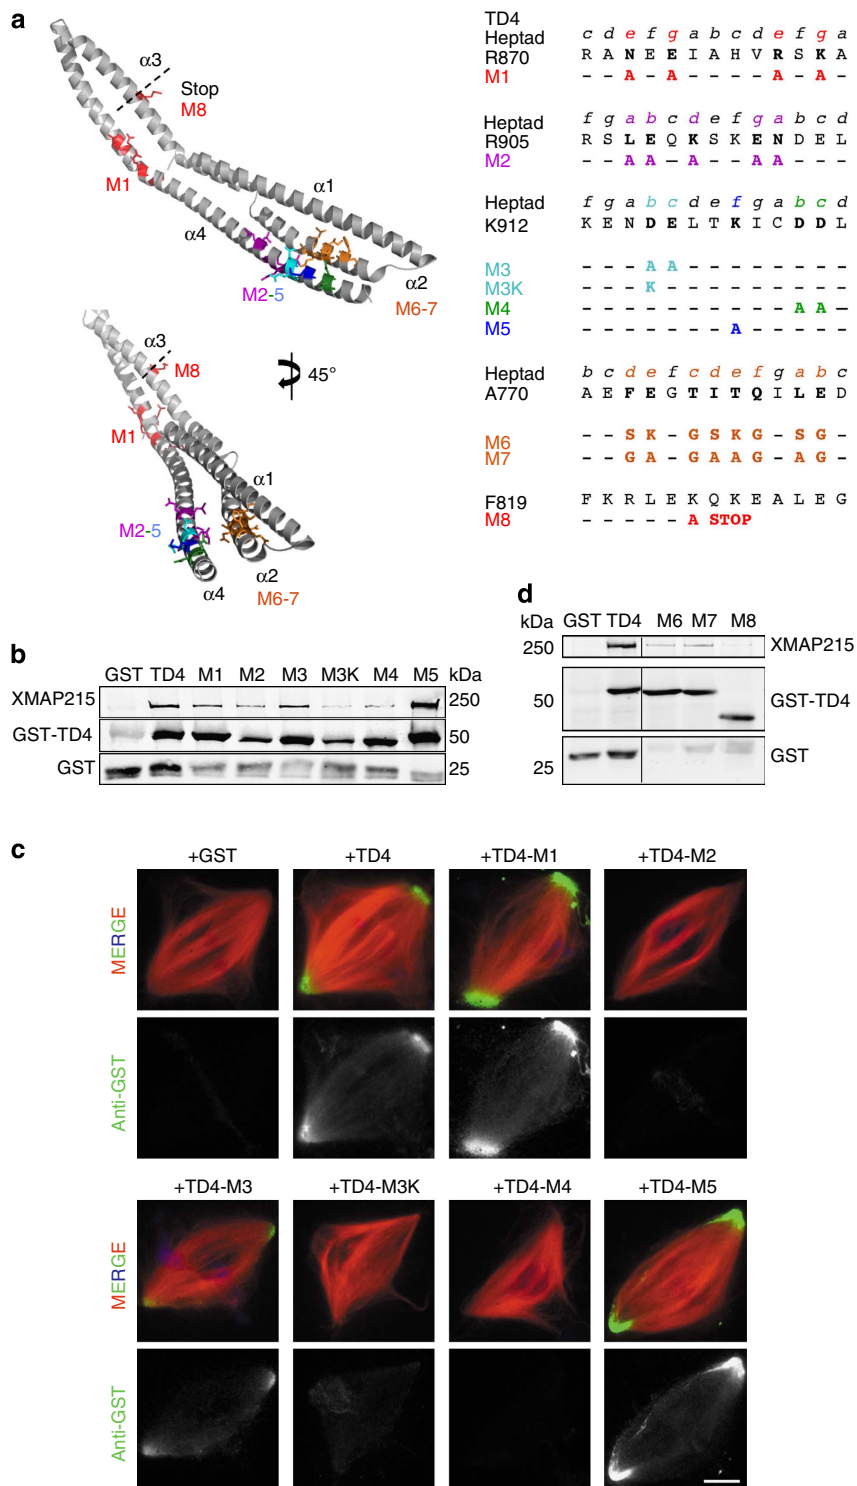 a
α3
Stop
M8
M1
α1
α4
α2
M2-5
M6-7
α3
M8
45°
M1
α1
M2-5
α2
M6-7
α4
TD4
Heptad c d e f g a b c d e f g a
R870 R A N E E I A H V R S K A
M1 – – A – A – – – – A – A –
Heptad f g a b c d e f g a b c d
R905 R S L E Q K S K E N D E L
M2 – – A A – A – – A A – – –
Heptad f g a b c d e f g a b c d
K912 K E N D E L T K I C D D L
M3 – – – A A – – – – – – – –
M3K – – – K – – – – – – – – –
M4 – – – – – – – – – – A A –
M5 – – – – – – – A – – – – –
Heptad b c d e f c d e f g a b c
A770 A E F E G T I T Q I L E D
M6 – – S K – G S K G – S G –
M7 – – G A – G A A G – A G –
F819 F K R L E K Q K E A L E G
M8 – – – – – A STOP
b
GST TD4 M1 M2 M3 M3K M4 M5 kDa
XMAP215 250
GST-TD4 50
GST 25
d
kDa GST TD4 M6 M7 M8
250 XMAP215
50 GST-TD4
25 GST
c
+GST +TD4 +TD4-M1 +TD4-M2
MERGE
Anti-GST
+TD4-M3 +TD4-M3K +TD4-M4 +TD4-M5
MERGE
Anti-GST